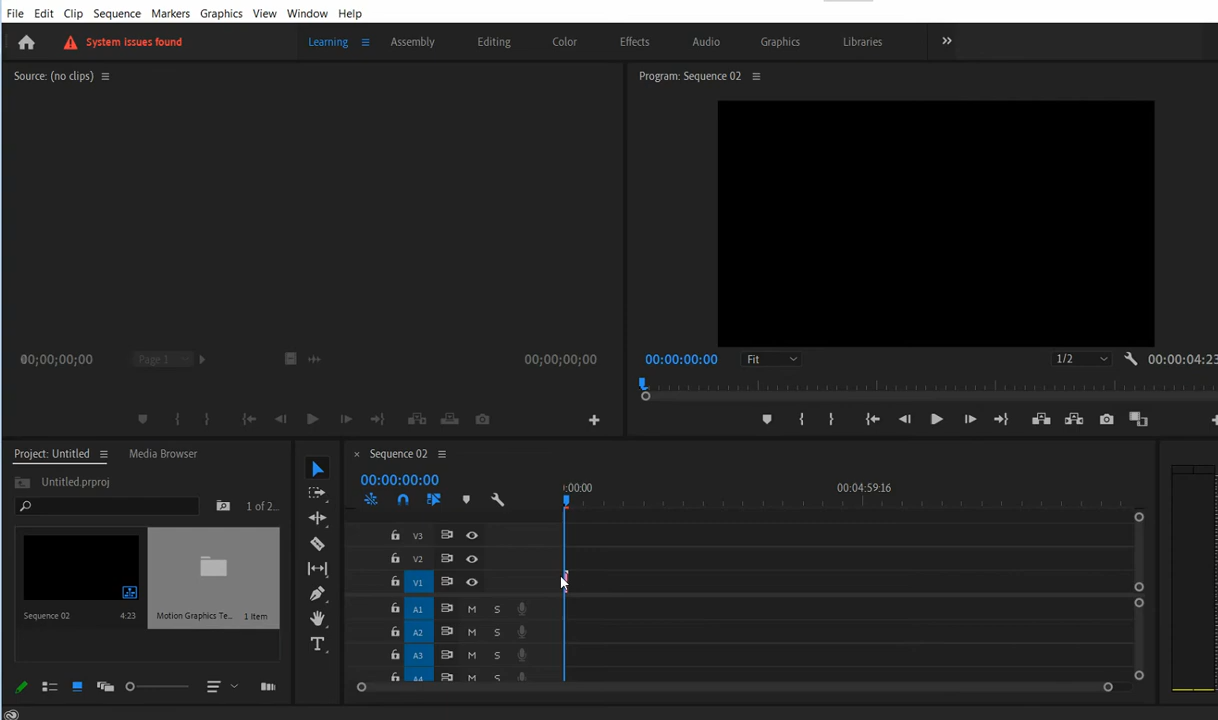 File Edit Clip Sequence Markers Graphics View Window Help
System issues found Learning Assembly Editing Color Effects Audio Graphics Libraries
Source: (no clips) Program: Sequence 02
00;00;00;00 Page 1 00;00;00;00 00:00:00:00 Fit 1/2 00:00:04:23
Project: Untitled Media Browser Sequence 02
Untitled.prproj 00:00:00:00
:00:00 00:04:59:16
1 of 2...
V3
V2
V1
Sequence 02 4:23 Motion Graphics Te... 1 Item
A1 M S
A2 M S
A3 M S
A4 M S